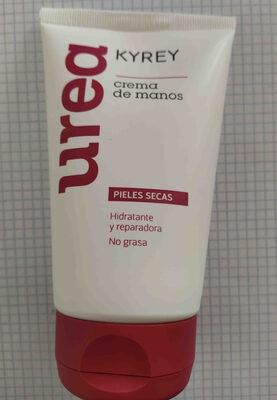 urea
KYREY
crema
de manos
PIELES SECAS
Hidratante
y reparadora
No grasa